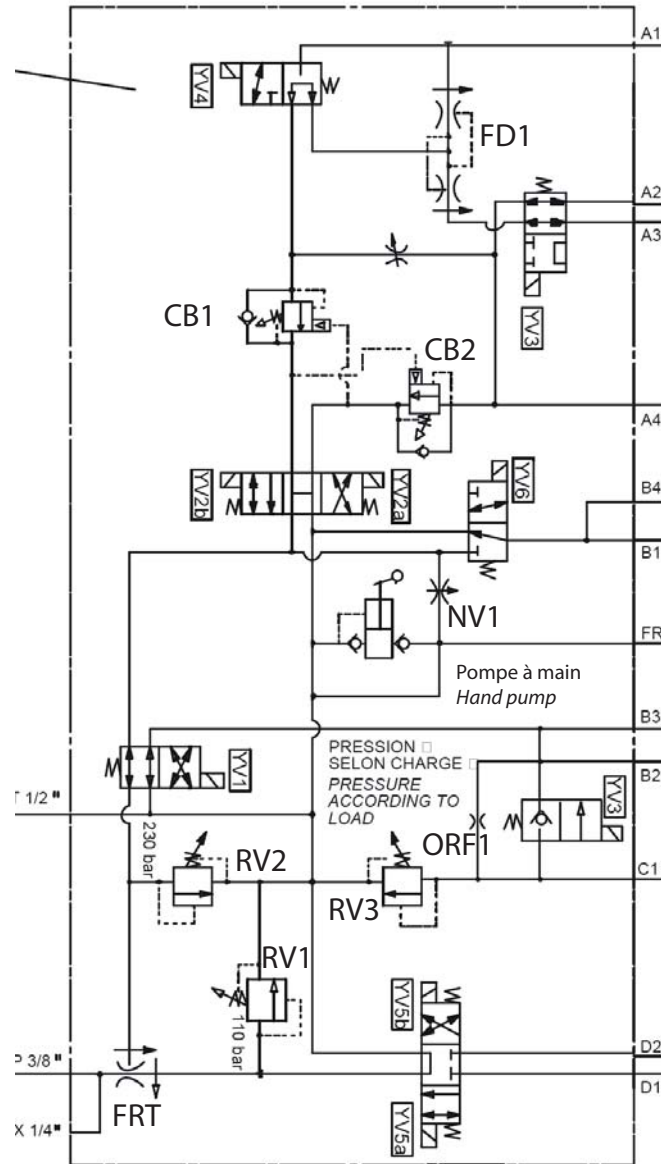 A1
YV4
FD1
A2
A3
YV3
CB1
CB2
A4
YV2b
YV2a
YV6
B4
B1
NV1
FR
Pompe à main
Hand pump
B3
PRESSION □
SELON CHARGE □
PRESSURE
ACCORDING TO
LOAD
YV1
B2
T 1/2 "
YV3
230 bar
ORF1
RV2
C1
RV3
RV1
110 bar
YV5b
D2
P 3/8 "
D1
FRT
YV5a
X 1/4 "